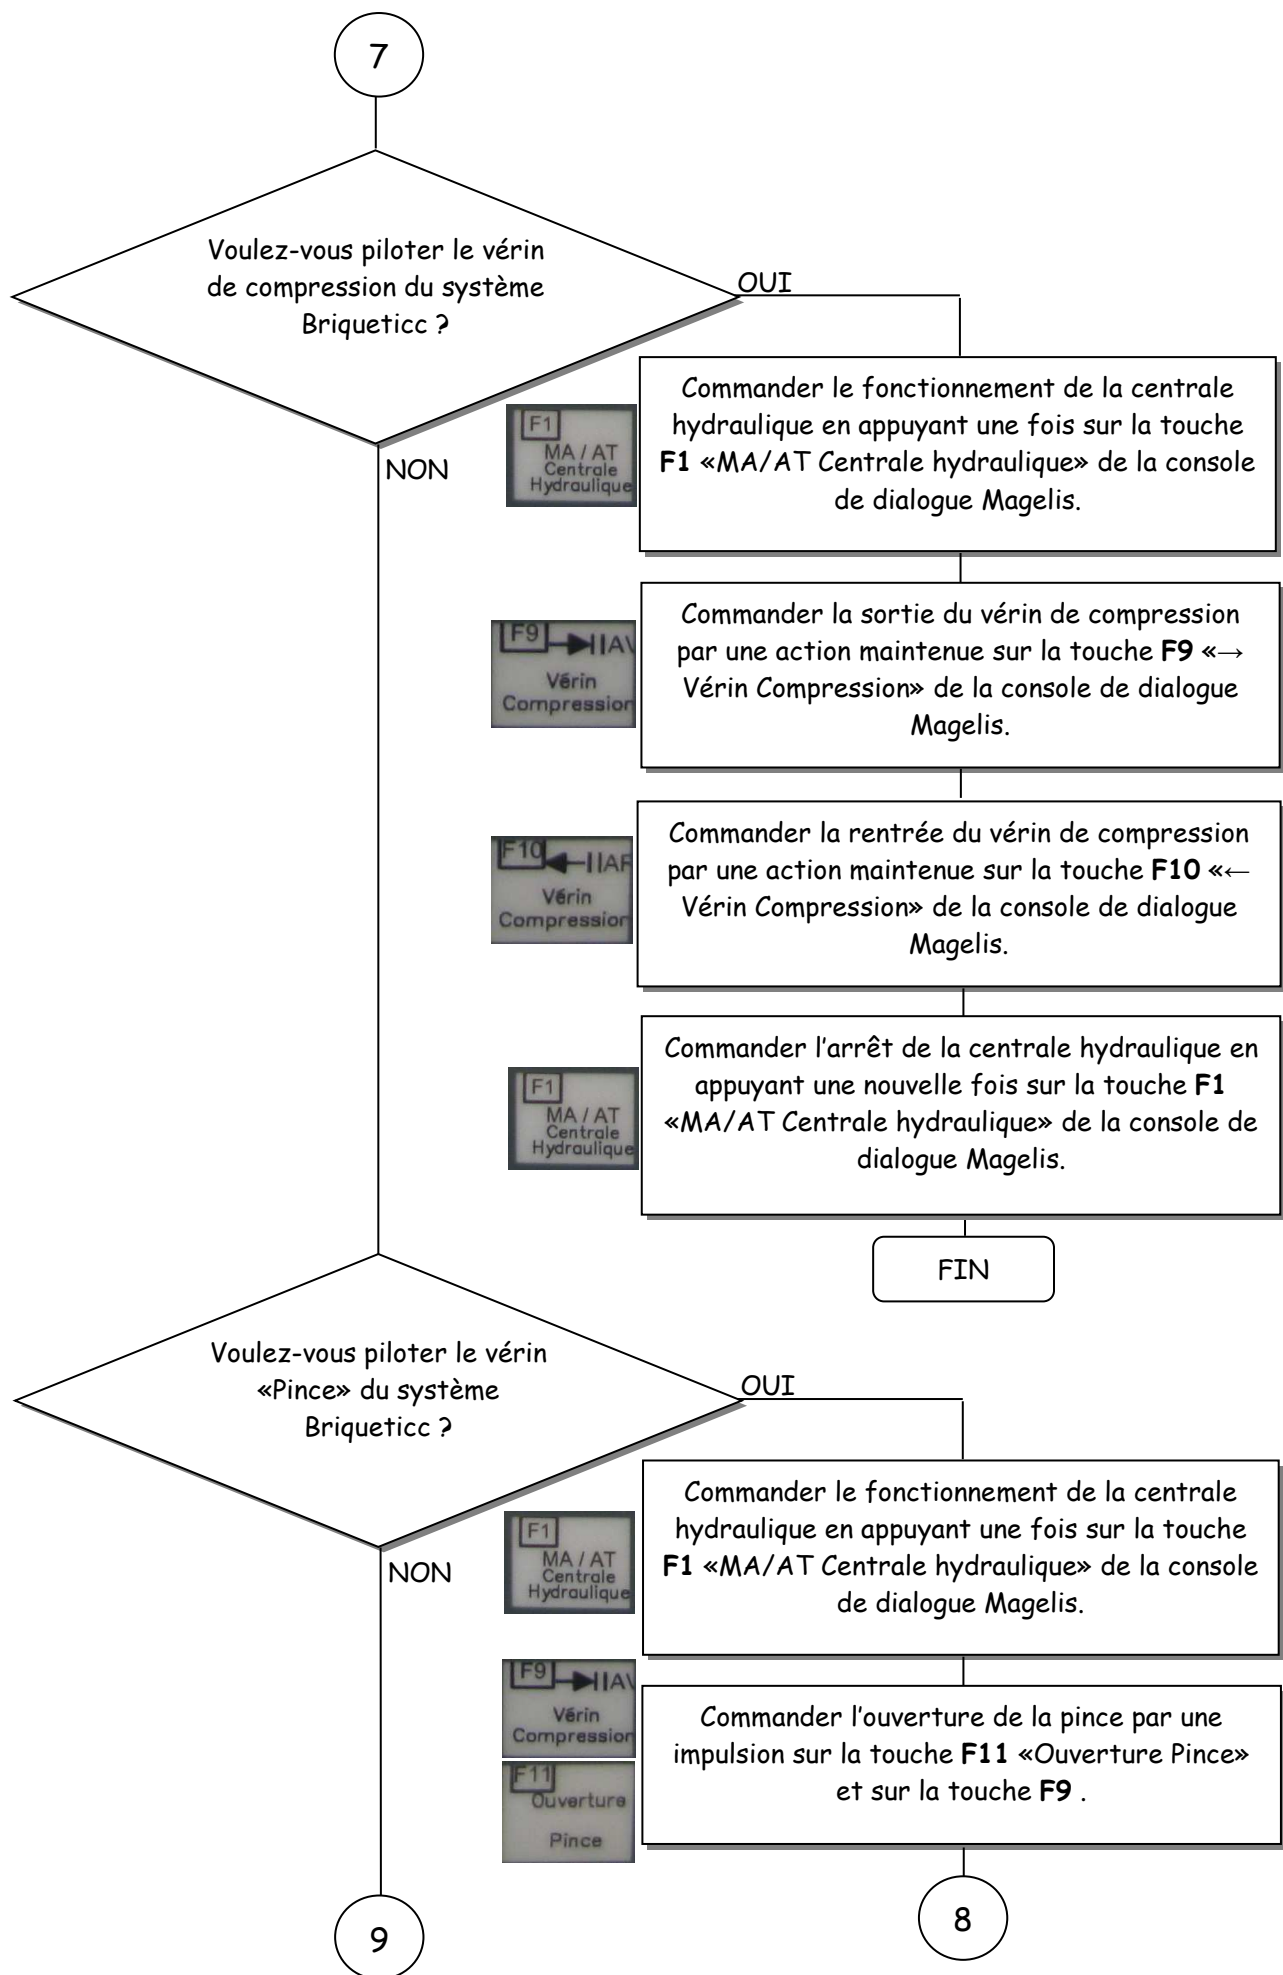 7
Voulez-vous piloter le vérin
de compression du système
Briqueticc ?
OUI
NON
F1
MA / AT
Centrale
Hydraulique
Commander le fonctionnement de la centrale
hydraulique en appuyant une fois sur la touche
F1 «MA/AT Centrale hydraulique» de la console
de dialogue Magelis.
F9
Vérin
Compression
Commander la sortie du vérin de compression
par une action maintenue sur la touche F9 «→
Vérin Compression» de la console de dialogue
Magelis.
F10
Vérin
Compression
Commander la rentrée du vérin de compression
par une action maintenue sur la touche F10 «←
Vérin Compression» de la console de dialogue
Magelis.
F1
MA / AT
Centrale
Hydraulique
Commander l'arrêt de la centrale hydraulique en
appuyant une nouvelle fois sur la touche F1
«MA/AT Centrale hydraulique» de la console de
dialogue Magelis.
FIN
Voulez-vous piloter le vérin
«Pince» du système
Briqueticc ?
OUI
NON
F1
MA / AT
Centrale
Hydraulique
Commander le fonctionnement de la centrale
hydraulique en appuyant une fois sur la touche
F1 «MA/AT Centrale hydraulique» de la console
de dialogue Magelis.
F9
Vérin
Compression
F11
Ouverture
Pince
Commander l'ouverture de la pince par une
impulsion sur la touche F11 «Ouverture Pince»
et sur la touche F9 .
8
9